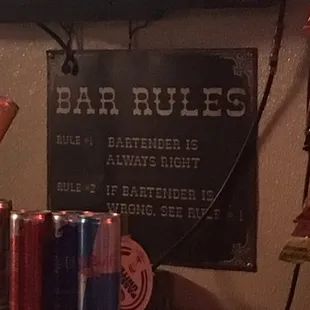 BAR RULES
RULE #1 BARTENDER IS
ALWAYS RIGHT
RULE #2 IF BARTENDER IS
WRONG, SEE RULE #1